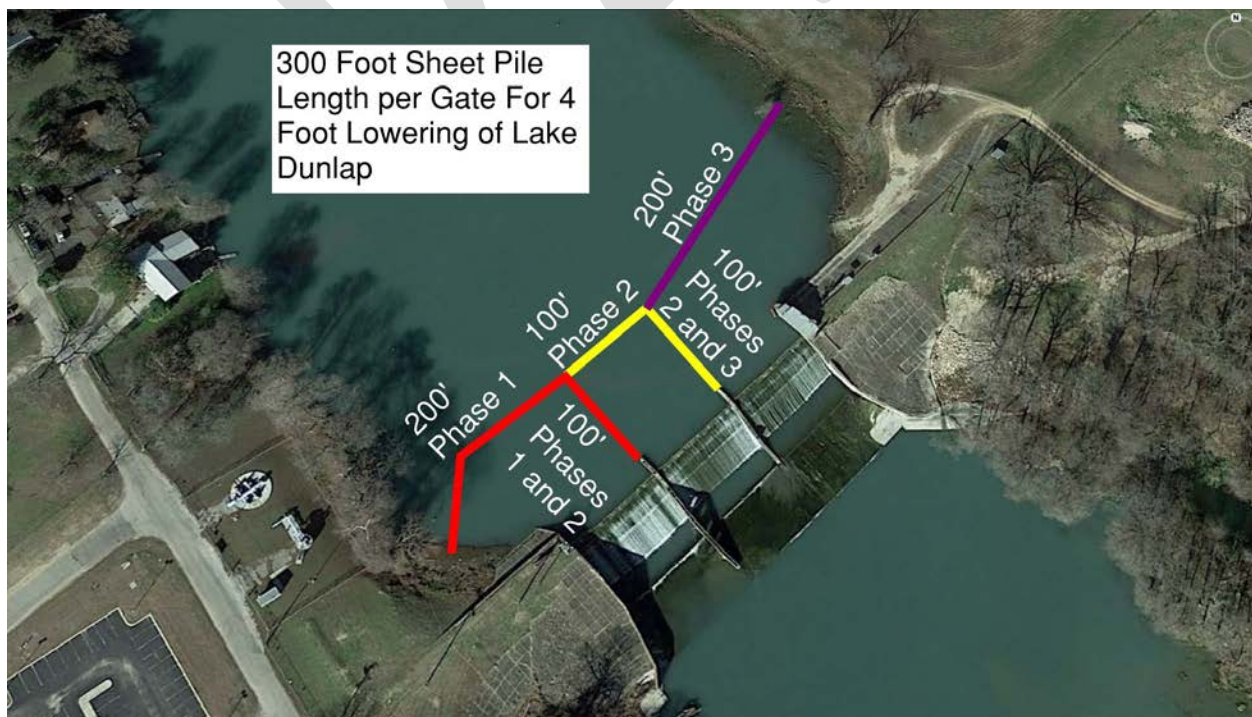 300 Foot Sheet Pile
Length per Gate For 4
Foot Lowering of Lake
Dunlap
200'
Phase 3
100'
Phases
2 and 3
100'
Phase 2
200'
Phase 1
100'
Phases
1 and 2
N